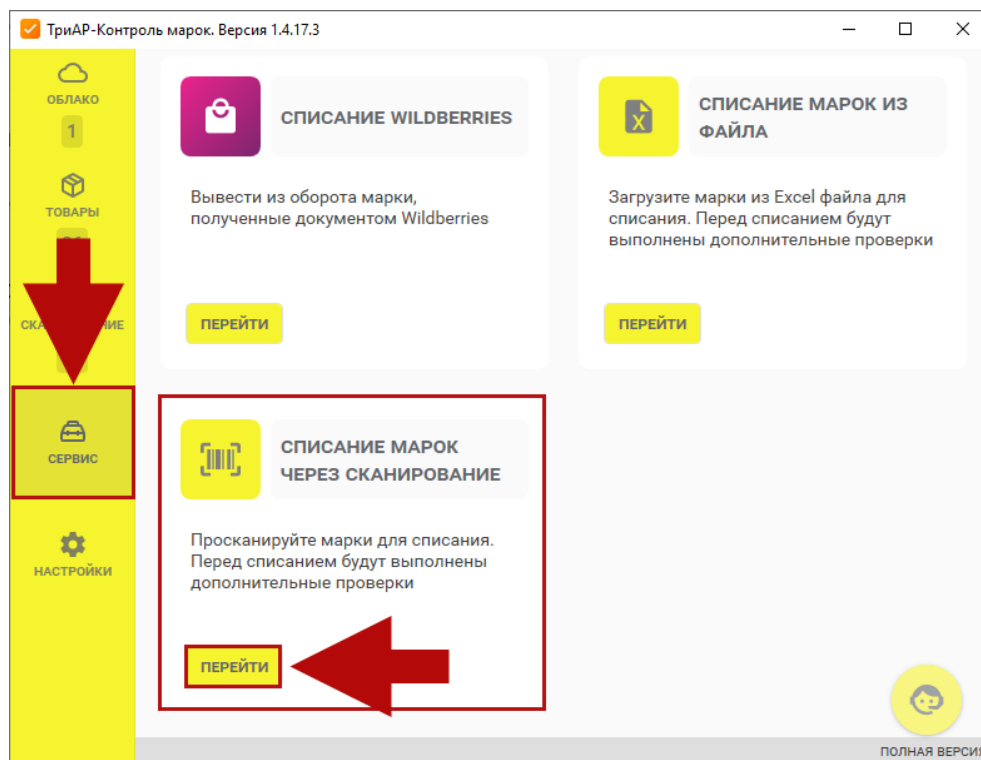 ТриАР-Контроль марок. Версия 1.4.17.3
ОБЛАКО
1
ТОВАРЫ
СЕРВИС
НАСТРОЙКИ
СПИСАНИЕ WILDBERRIES
Вывести из оборота марки,
полученные документом Wildberries
ПЕРЕЙТИ
СПИСАНИЕ МАРОК ИЗ
ФАЙЛА
Загрузите марки из Excel файла для
списания. Перед списанием будут
выполнены дополнительные проверки
ПЕРЕЙТИ
СПИСАНИЕ МАРОК
ЧЕРЕЗ СКАНИРОВАНИЕ
Просканируйте марки для списания.
Перед списанием будут выполнены
дополнительные проверки
ПЕРЕЙТИ
ПОЛНАЯ ВЕРСИЯ